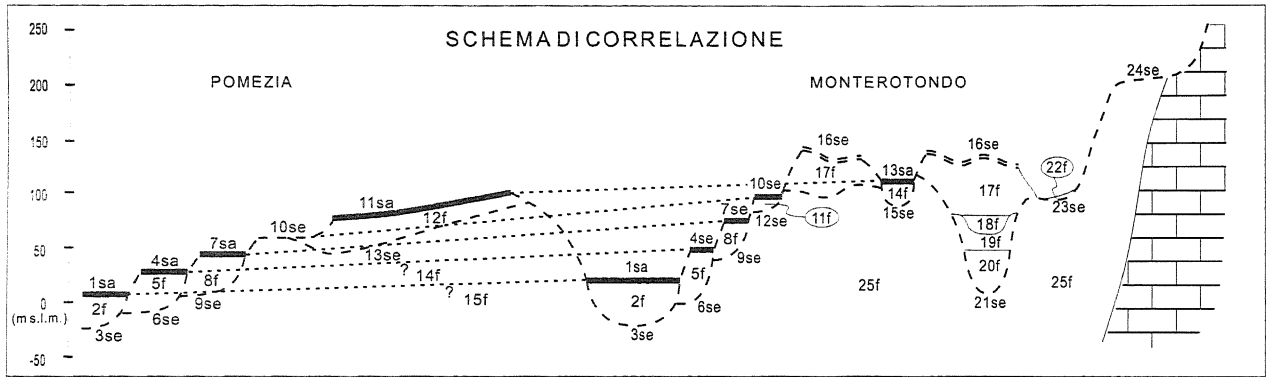 SCHEMA DI CORRELAZIONE
POMEZIA
MONTEROTONDO
250
200
150
100
50
0
(m s.l.m.)
-50
1sa
2f
3se
4sa
5f
6se
7sa
8f
9se
10se
11sa
12f
13se
?
14f
?
15f
1sa
2f
3se
4se
5f
6se
7se
8f
9se
10se
11f
12se
16se
17f
13sa
14f
15se
25f
16se
17f
18f
19f
20f
21se
22f
23se
25f
24se